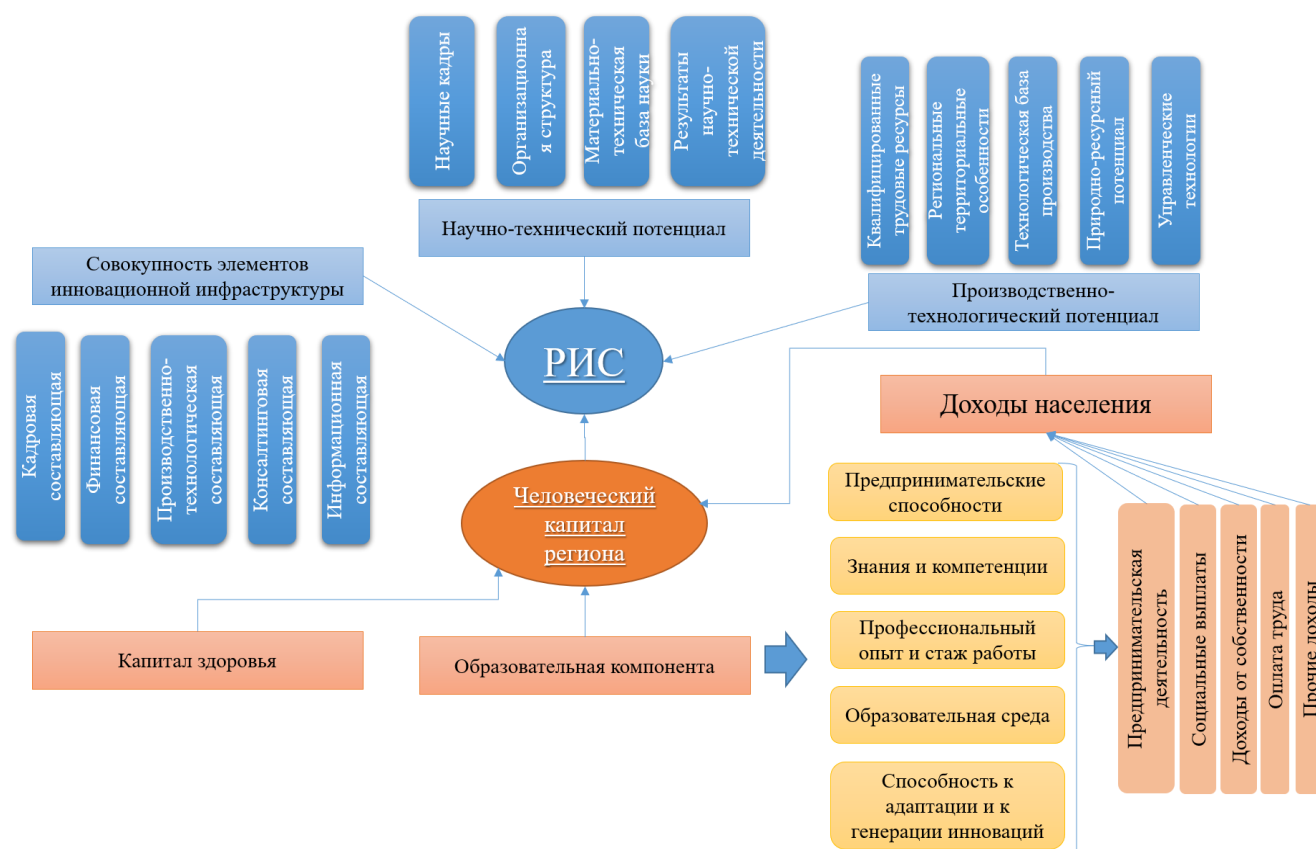 Научные кадры
Организационна
я структура
Материально-
техническая
база науки
Результаты
научно-
технической
деятельности
Научно-технический потенциал
Квалифицированные
трудовые ресурсы
Региональные
территориальные
особенности
Технологическая база
производства
Природно-ресурсный
потенциал
Управленческие
технологии
Производственно-
технологический потенциал
Совокупность элементов
инновационной инфраструктуры
Кадровая
составляющая
Финансовая
составляющая
Производственно-
технологическая
составляющая
Консалтинговая
составляющая
Информационная
составляющая
РИС
Человеческий
капитал
региона
Доходы населения
Капитал здоровья
Образовательная компонента
Предпринимательские
способности
Знания и компетенции
Профессиональный
опыт и стаж работы
Образовательная среда
Способность к
адаптации и к
генерации инноваций
Предпринимательская
деятельность
Социальные выплаты
Доходы от собственности
Оплата труда
Прочие доходы